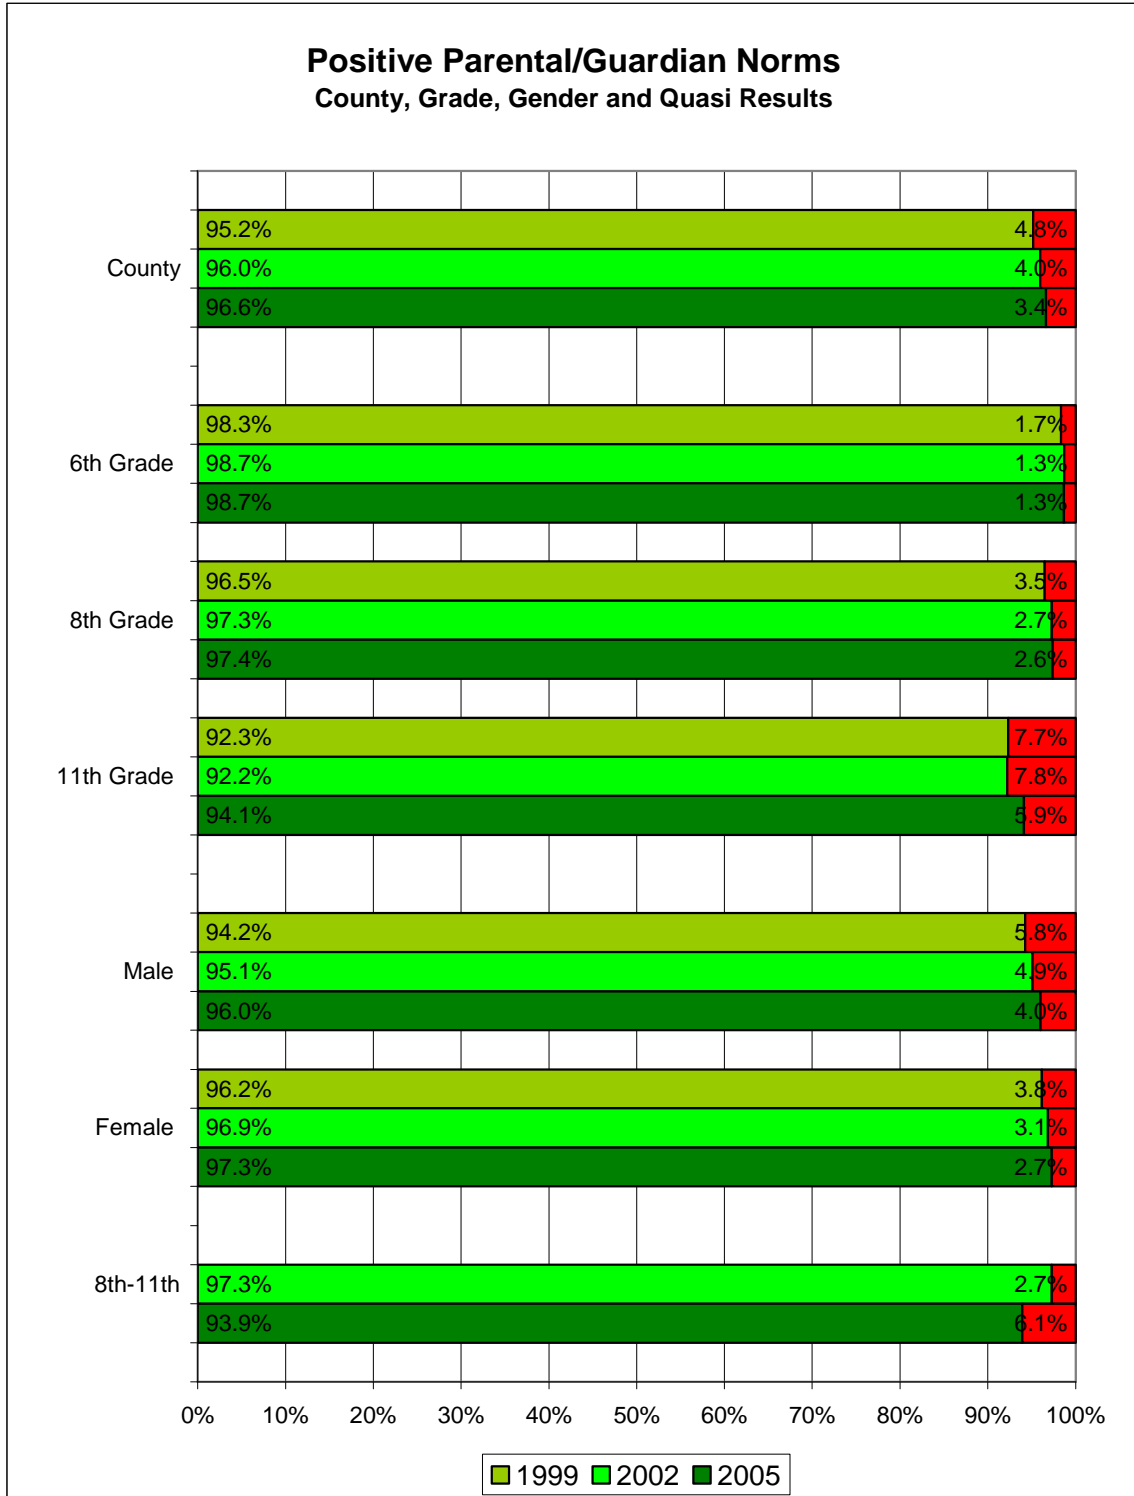 Positive Parental/Guardian Norms
County, Grade, Gender and Quasi Results
95.2% 4.8%
County 96.0% 4.0%
96.6% 3.4%
98.3% 1.7%
6th Grade 98.7% 1.3%
98.7% 1.3%
96.5% 3.5%
8th Grade 97.3% 2.7%
97.4% 2.6%
92.3% 7.7%
11th Grade 92.2% 7.8%
94.1% 5.9%
94.2% 5.8%
Male 95.1% 4.9%
96.0% 4.0%
96.2% 3.8%
Female 96.9% 3.1%
97.3% 2.7%
8th-11th 97.3% 2.7%
93.9% 6.1%
0% 10% 20% 30% 40% 50% 60% 70% 80% 90% 100%
1999 2002 2005